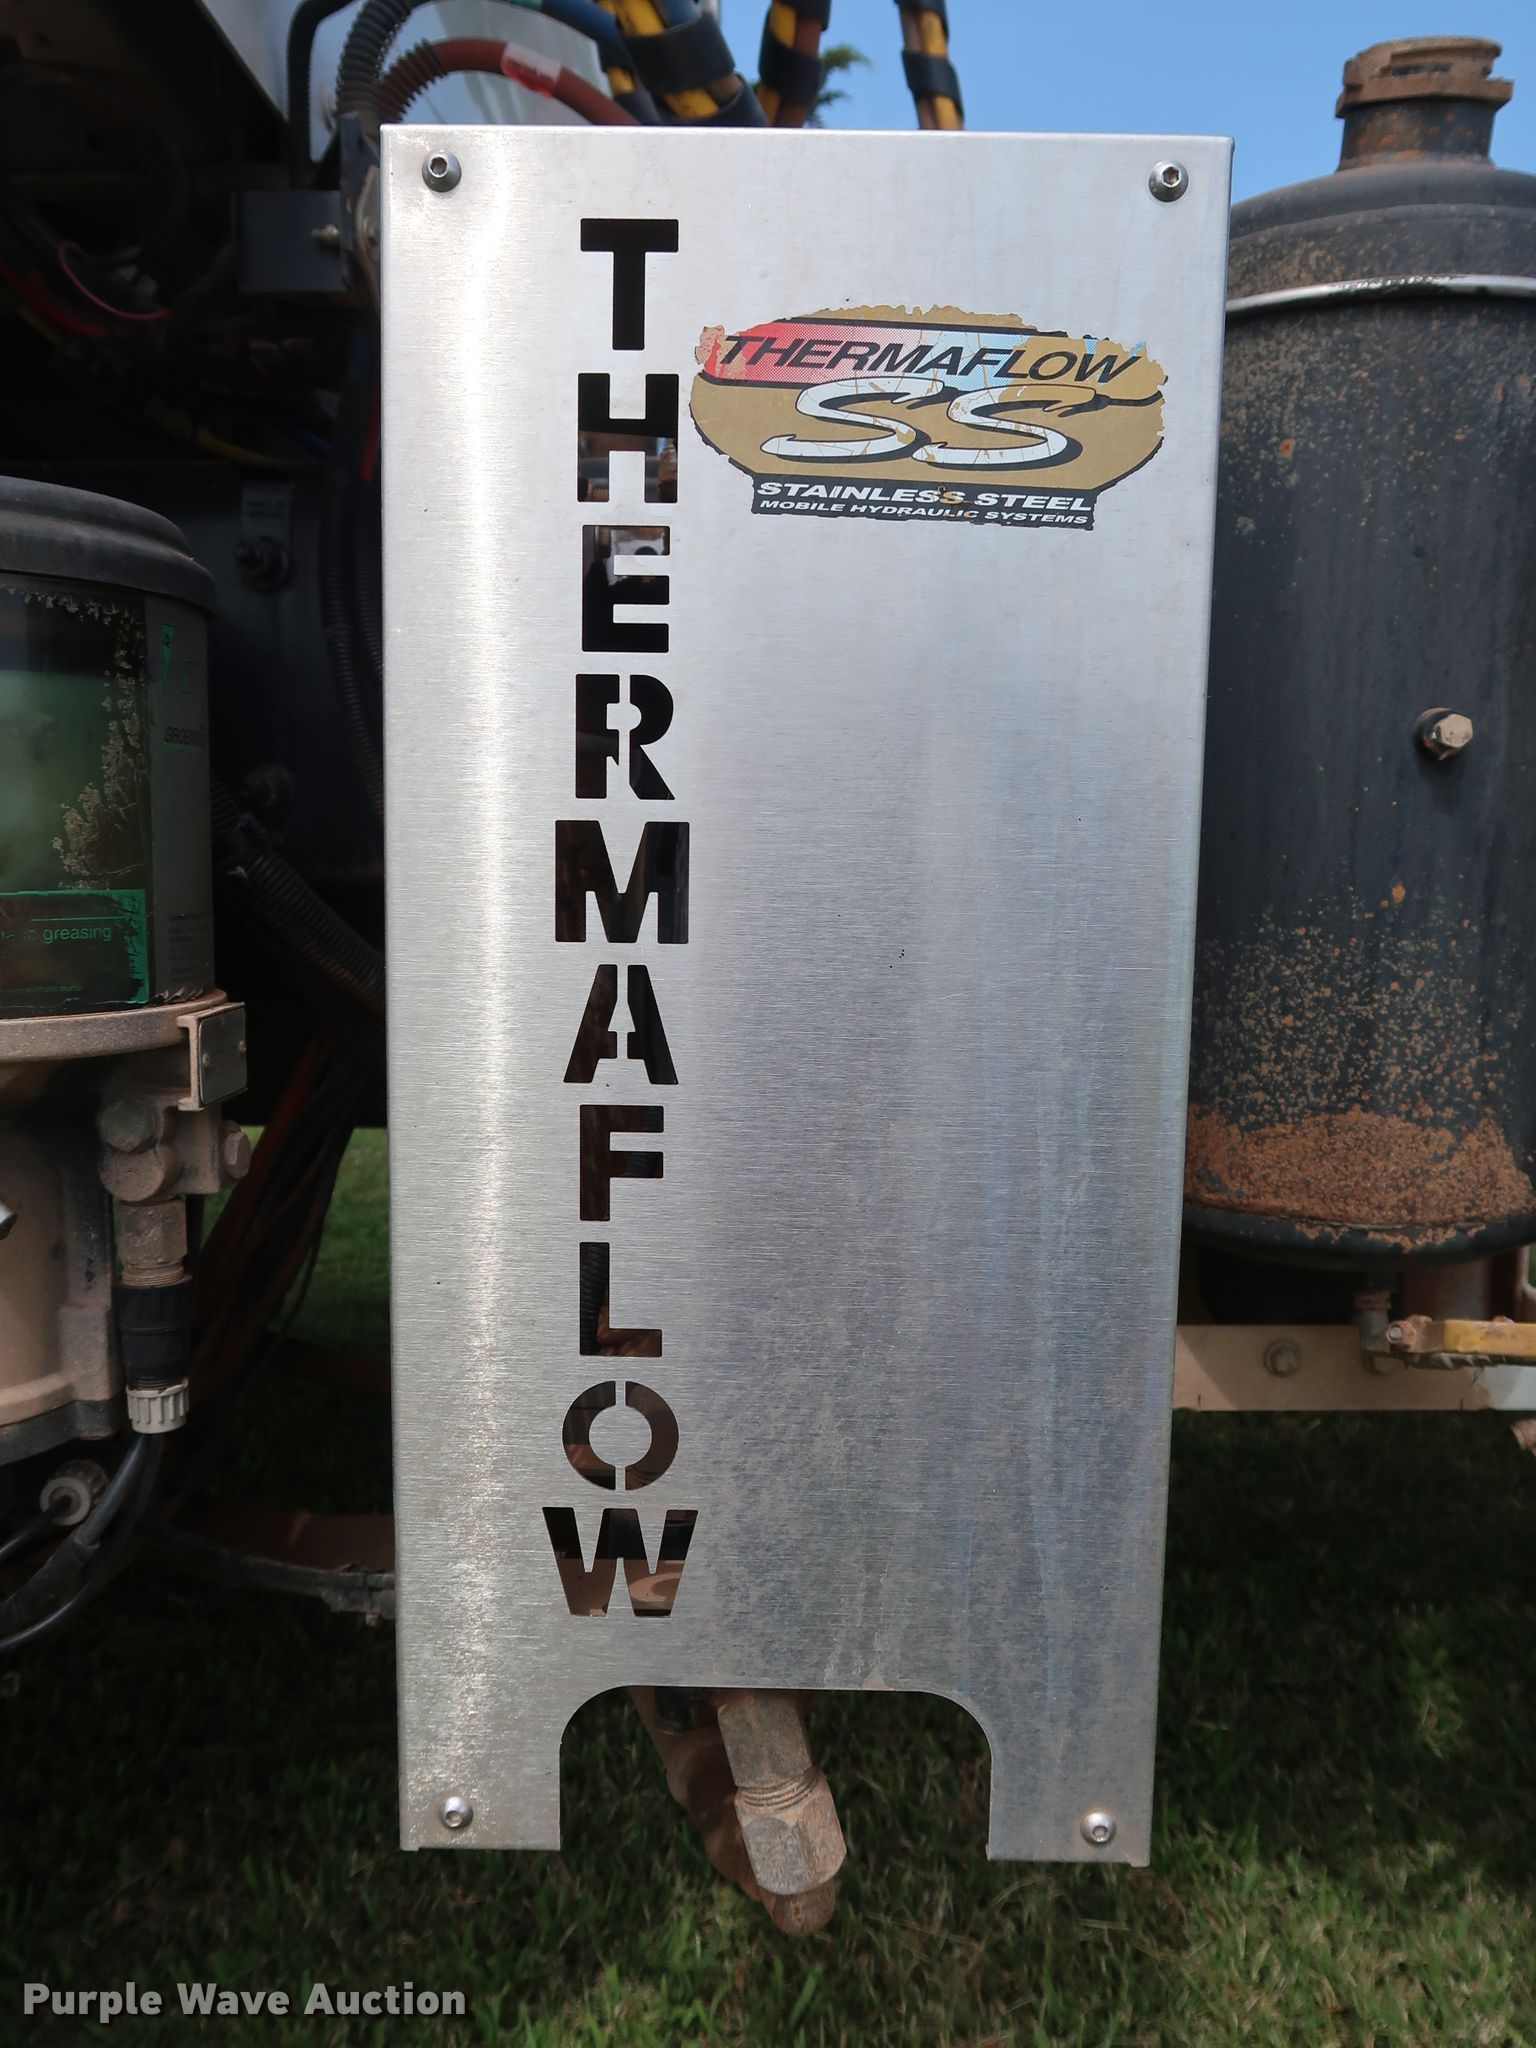 THERMAFLOW
THERMAFLOW
SS
STAINLESS STEEL
MOBILE HYDRAULIC SYSTEMS
greasing
Purple Wave Auction